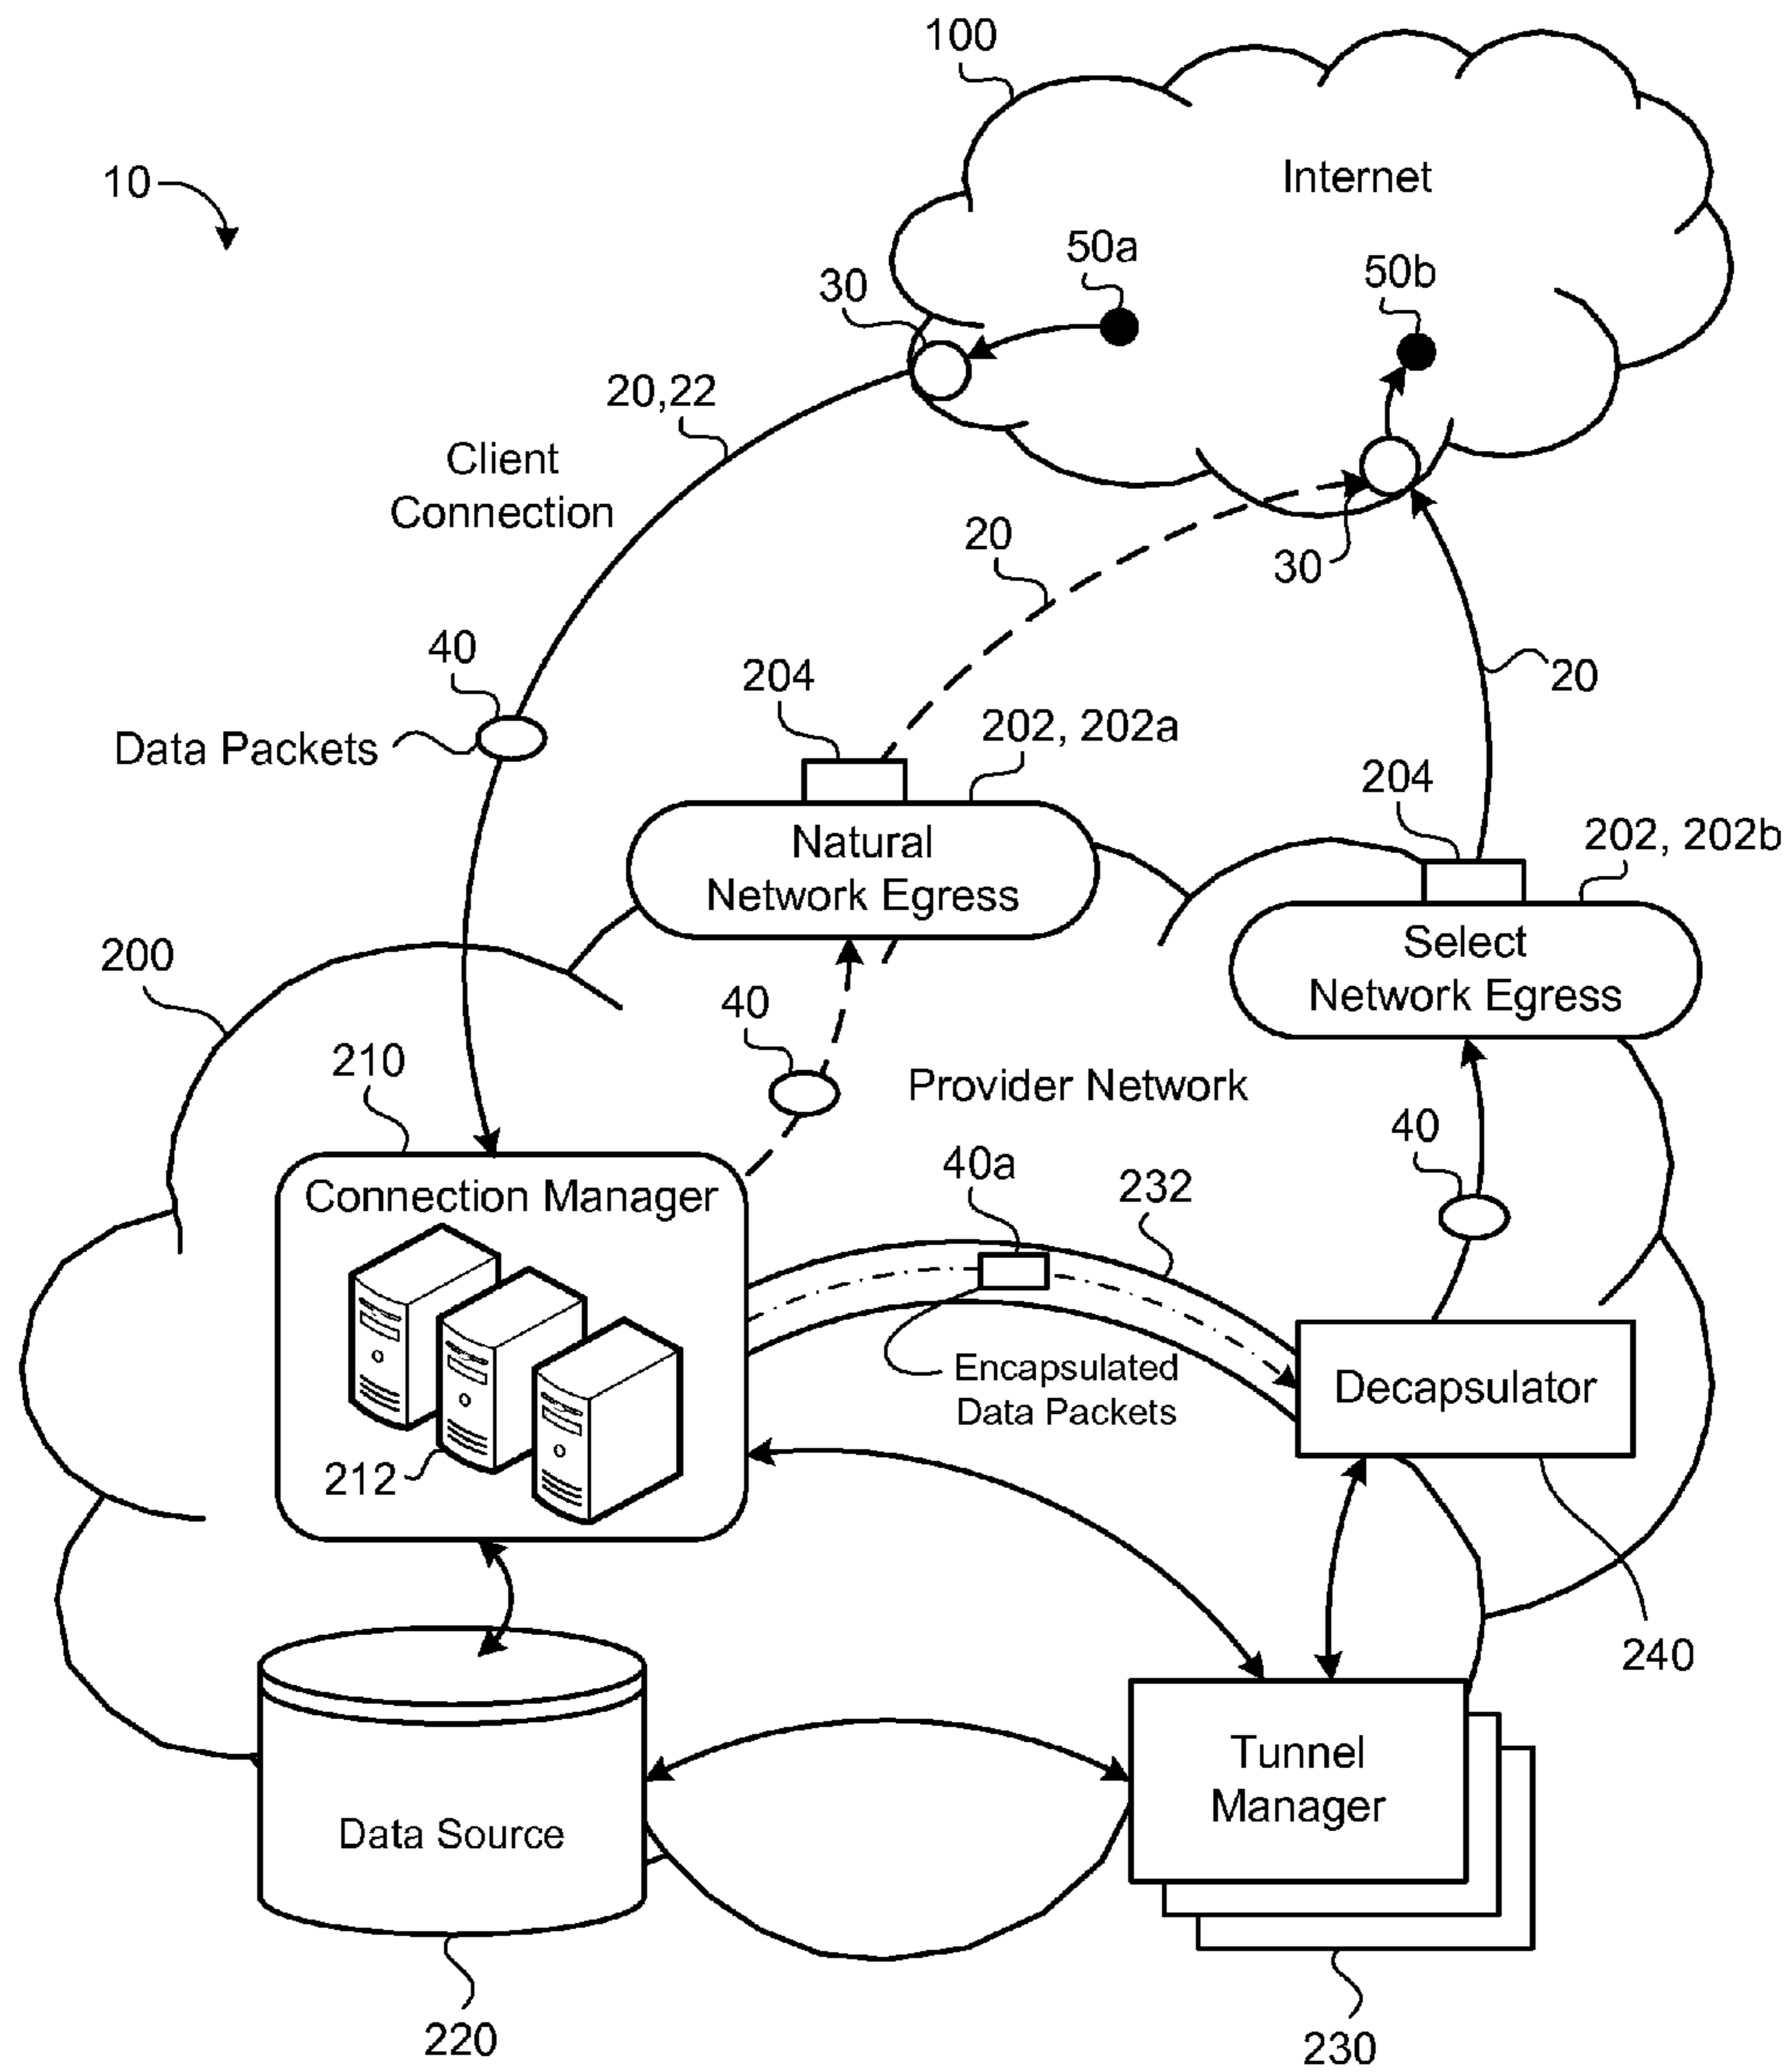 100
10
Internet
50a
50b
30
20,22
Client
Connection
20
30
40
204
20
Data Packets
202, 202a
204
202, 202b
Natural
Network Egress
Select
Network Egress
200
40
210
Provider Network
40
40a
232
Connection Manager
Encapsulated
Data Packets
Decapsulator
212
240
Tunnel
Manager
Data Source
220
230